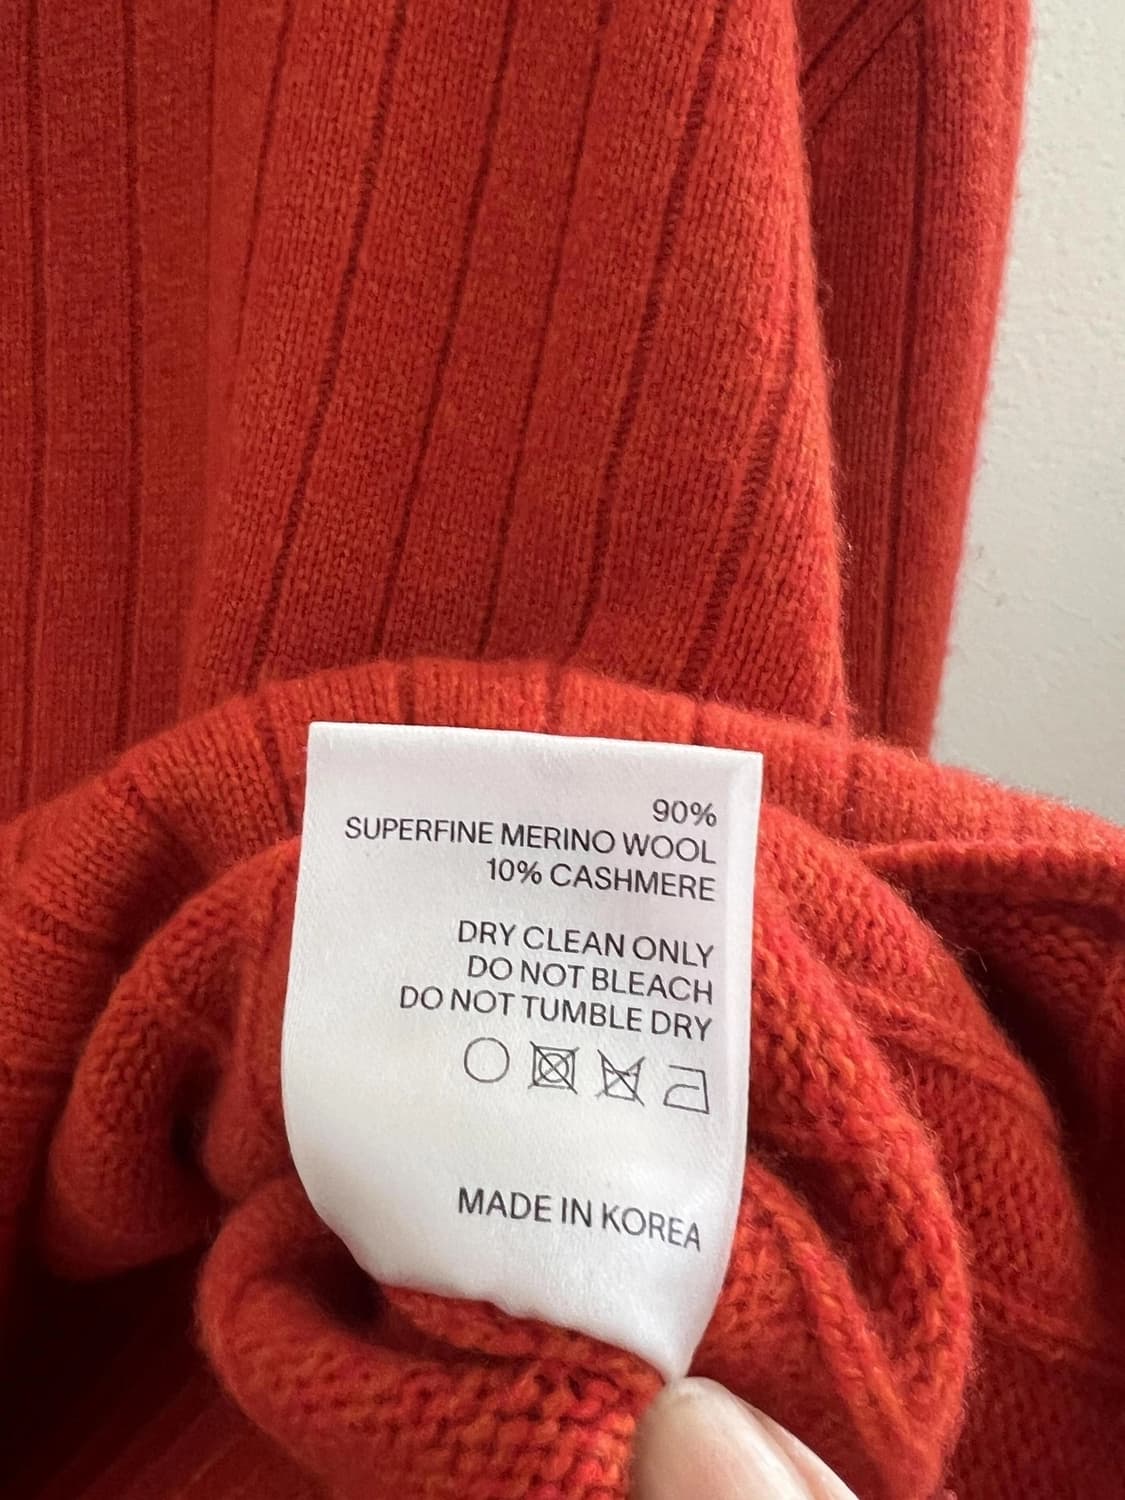 90%
SUPERFINE MERINO WOOL
10% CASHMERE
DRY CLEAN ONLY
DO NOT BLEACH
DO NOT TUMBLE DRY
MADE IN KOREA